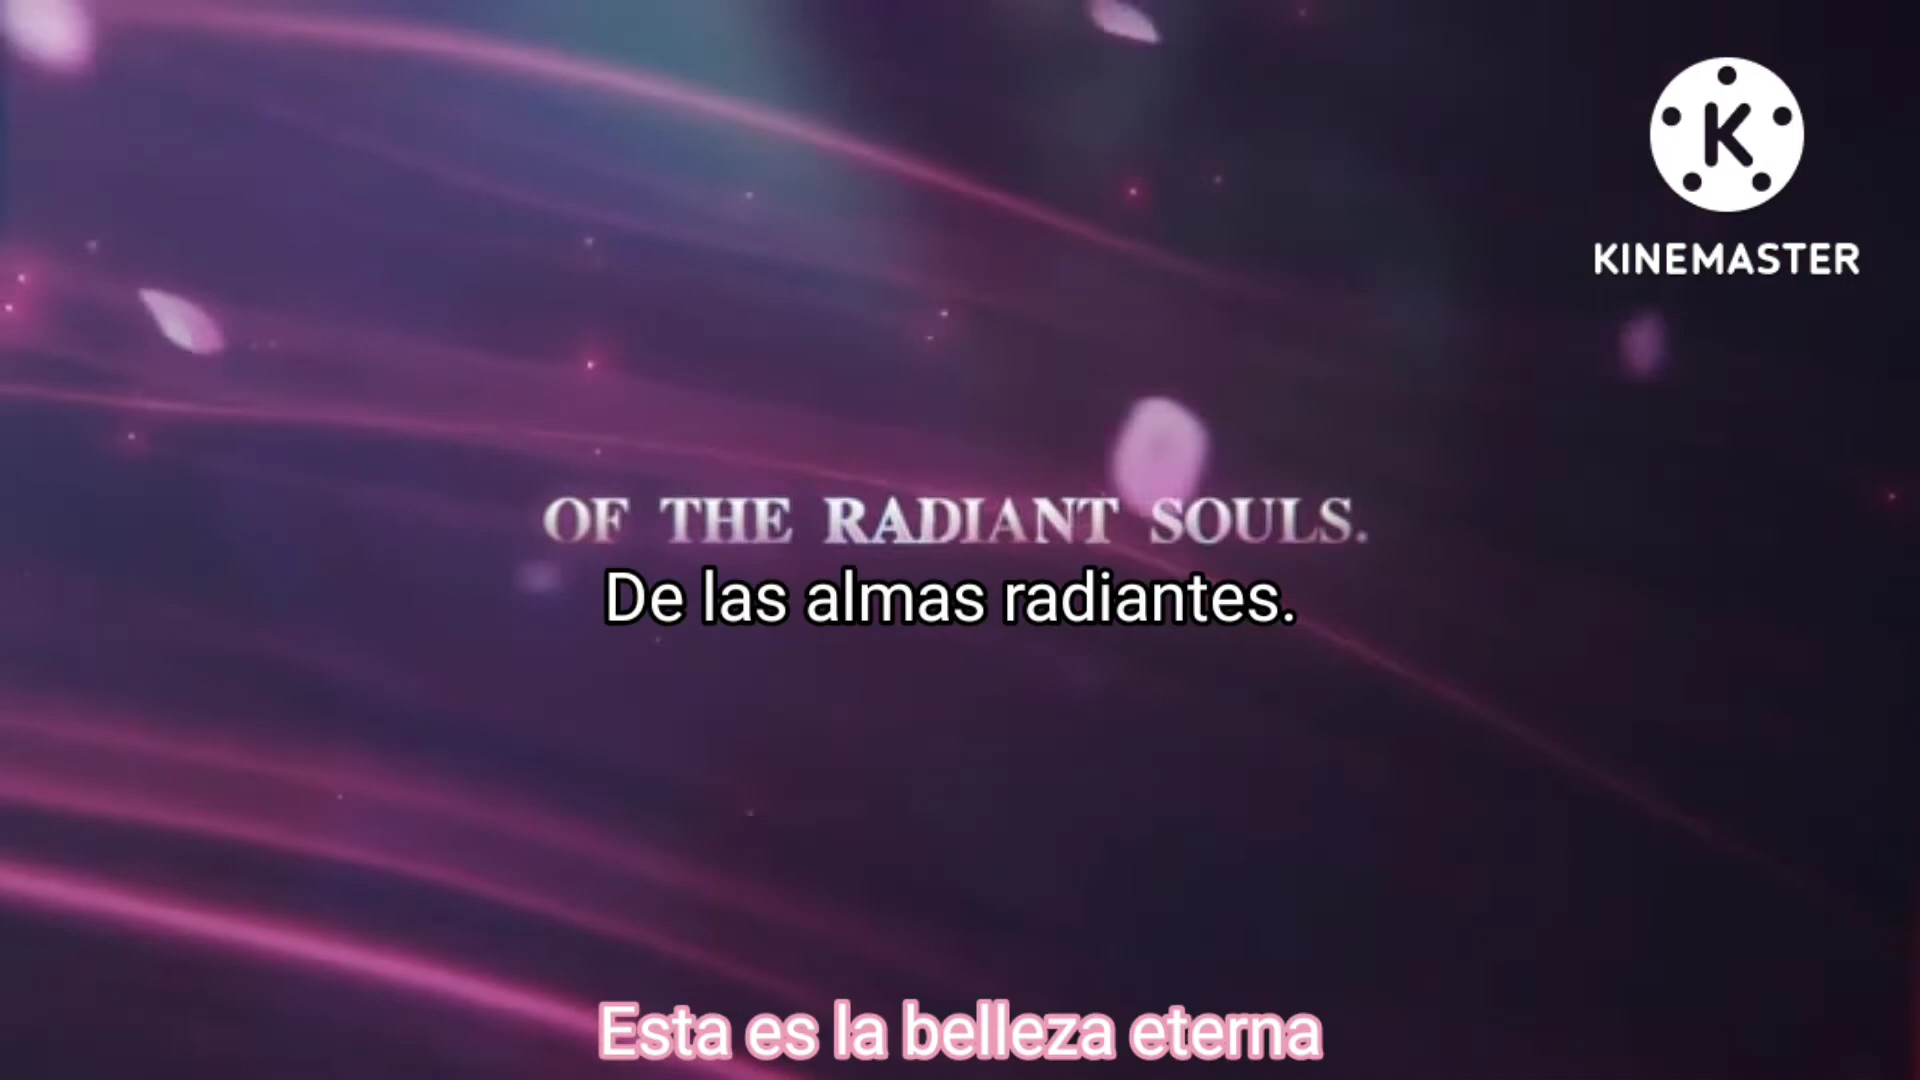 K
KINEMASTER
OF THE RADIANT SOULS.
De las almas radiantes.
Esta es la belleza eterna